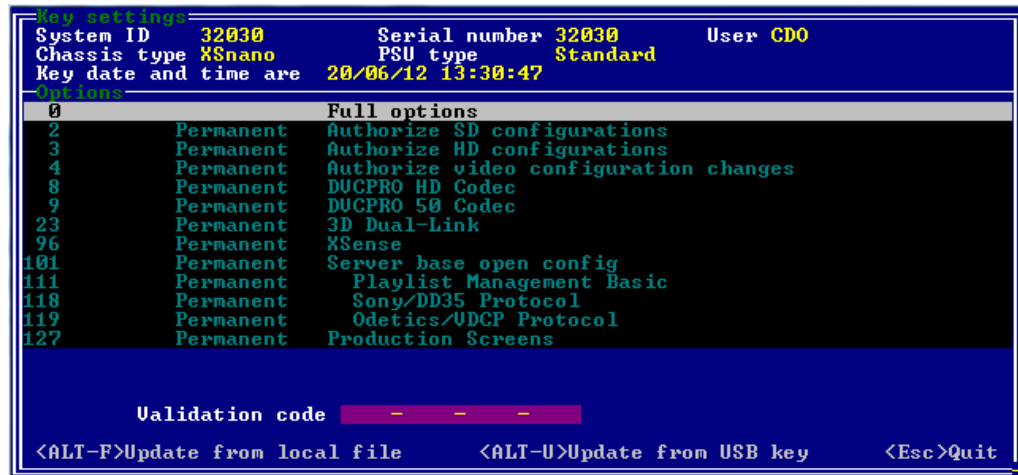 Key settings
System ID 32030 Serial number 32030 User CDO
Chassis type XSnano PSU type Standard
Key date and time are 20/06/12 13:30:47
Options
0 Full options
2 Permanent Authorize SD configurations
3 Permanent Authorize HD configurations
4 Permanent Authorize video configuration changes
8 Permanent DVCPRO HD Codec
9 Permanent DVCPRO 50 Codec
23 Permanent 3D Dual-Link
96 Permanent XSense
101 Permanent Server base open config
111 Permanent Playlist Management Basic
118 Permanent Sony/DD35 Protocol
119 Permanent Odetics/VDCP Protocol
127 Permanent Production Screens
Validation code - - -
<ALT-F>Update from local file <ALT-U>Update from USB key <Esc>Quit